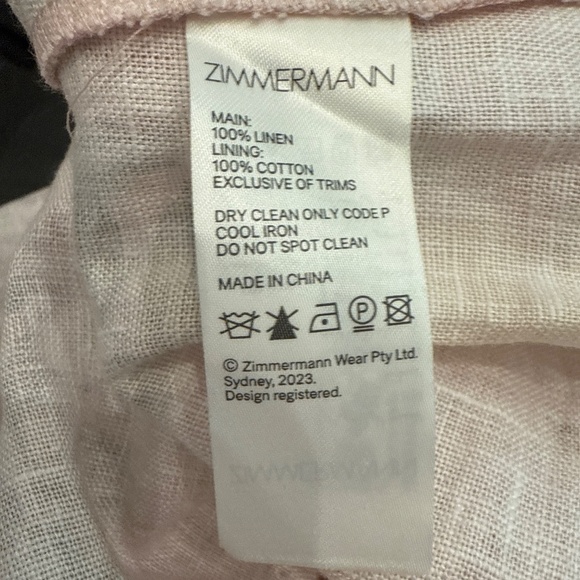 ZIMMERMANN
MAIN:
100% LINEN
LINING:
100% COTTON
EXCLUSIVE OF TRIMS
DRY CLEAN ONLY CODE P
COOL IRON
DO NOT SPOT CLEAN
MADE IN CHINA
P
© Zimmermann Wear Pty Ltd.
Sydney, 2023.
Design registered.